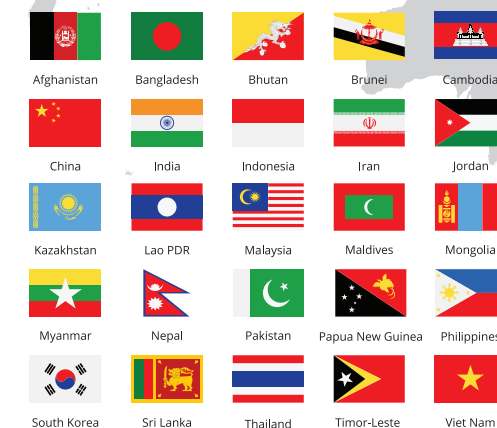 Afghanistan Bangladesh Bhutan Brunei Cambodia
China India Indonesia Iran Jordan
Kazakhstan Lao PDR Malaysia Maldives Mongolia
Myanmar Nepal Pakistan Papua New Guinea Philippines
South Korea Sri Lanka Thailand Timor-Leste Viet Nam